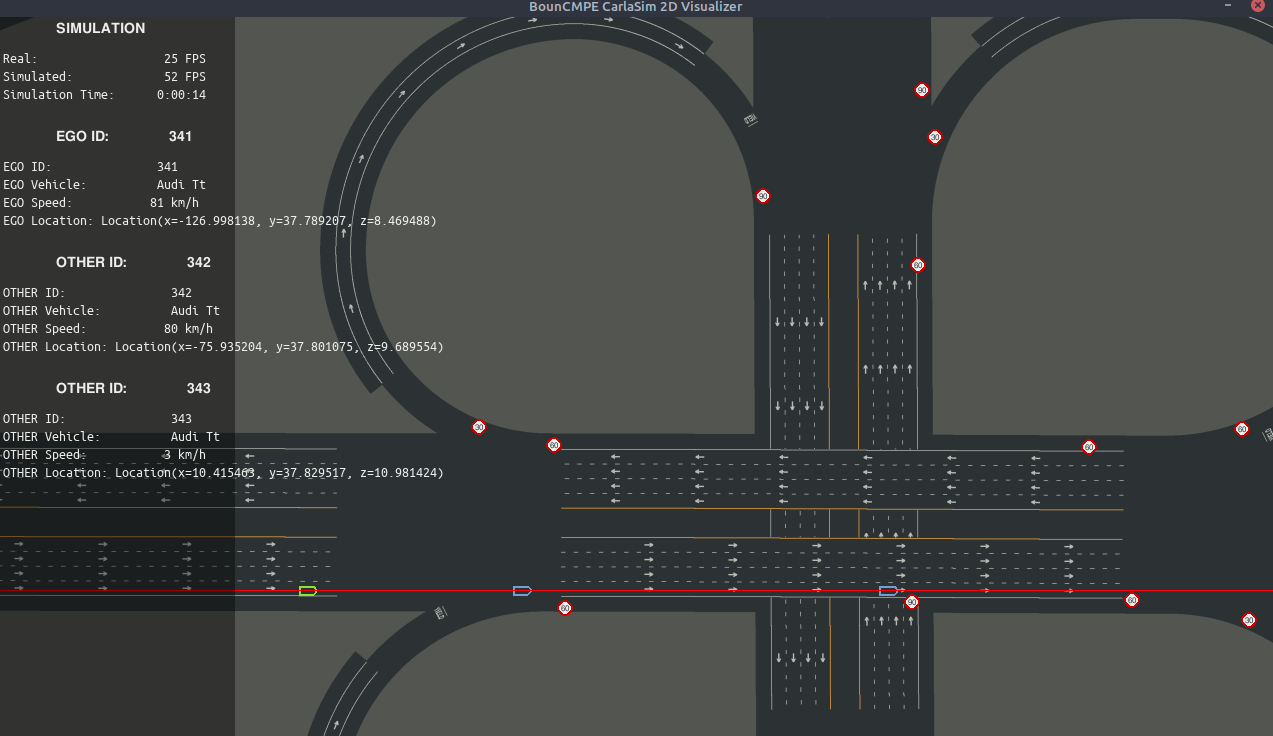 BounCMPE CarlaSim 2D Visualizer
SIMULATION
Real: 25 FPS
Simulated: 52 FPS
Simulation Time: 0:00:14
EGO ID: 341
EGO ID: 341
EGO Vehicle: Audi Tt
EGO Speed: 81 km/h
EGO Location: Location(x=-126.998138, y=37.789207, z=8.469488)
OTHER ID: 342
OTHER ID: 342
OTHER Vehicle: Audi Tt
OTHER Speed: 80 km/h
OTHER Location: Location(x=-75.935204, y=37.801075, z=9.689554)
OTHER ID: 343
OTHER ID: 343
OTHER Vehicle: Audi Tt
OTHER Speed: 3 km/h
OTHER Location: Location(x=10.415463, y=37.829517, z=10.981424)
90
30
90
60
30
60
60
60
60
90
60
30